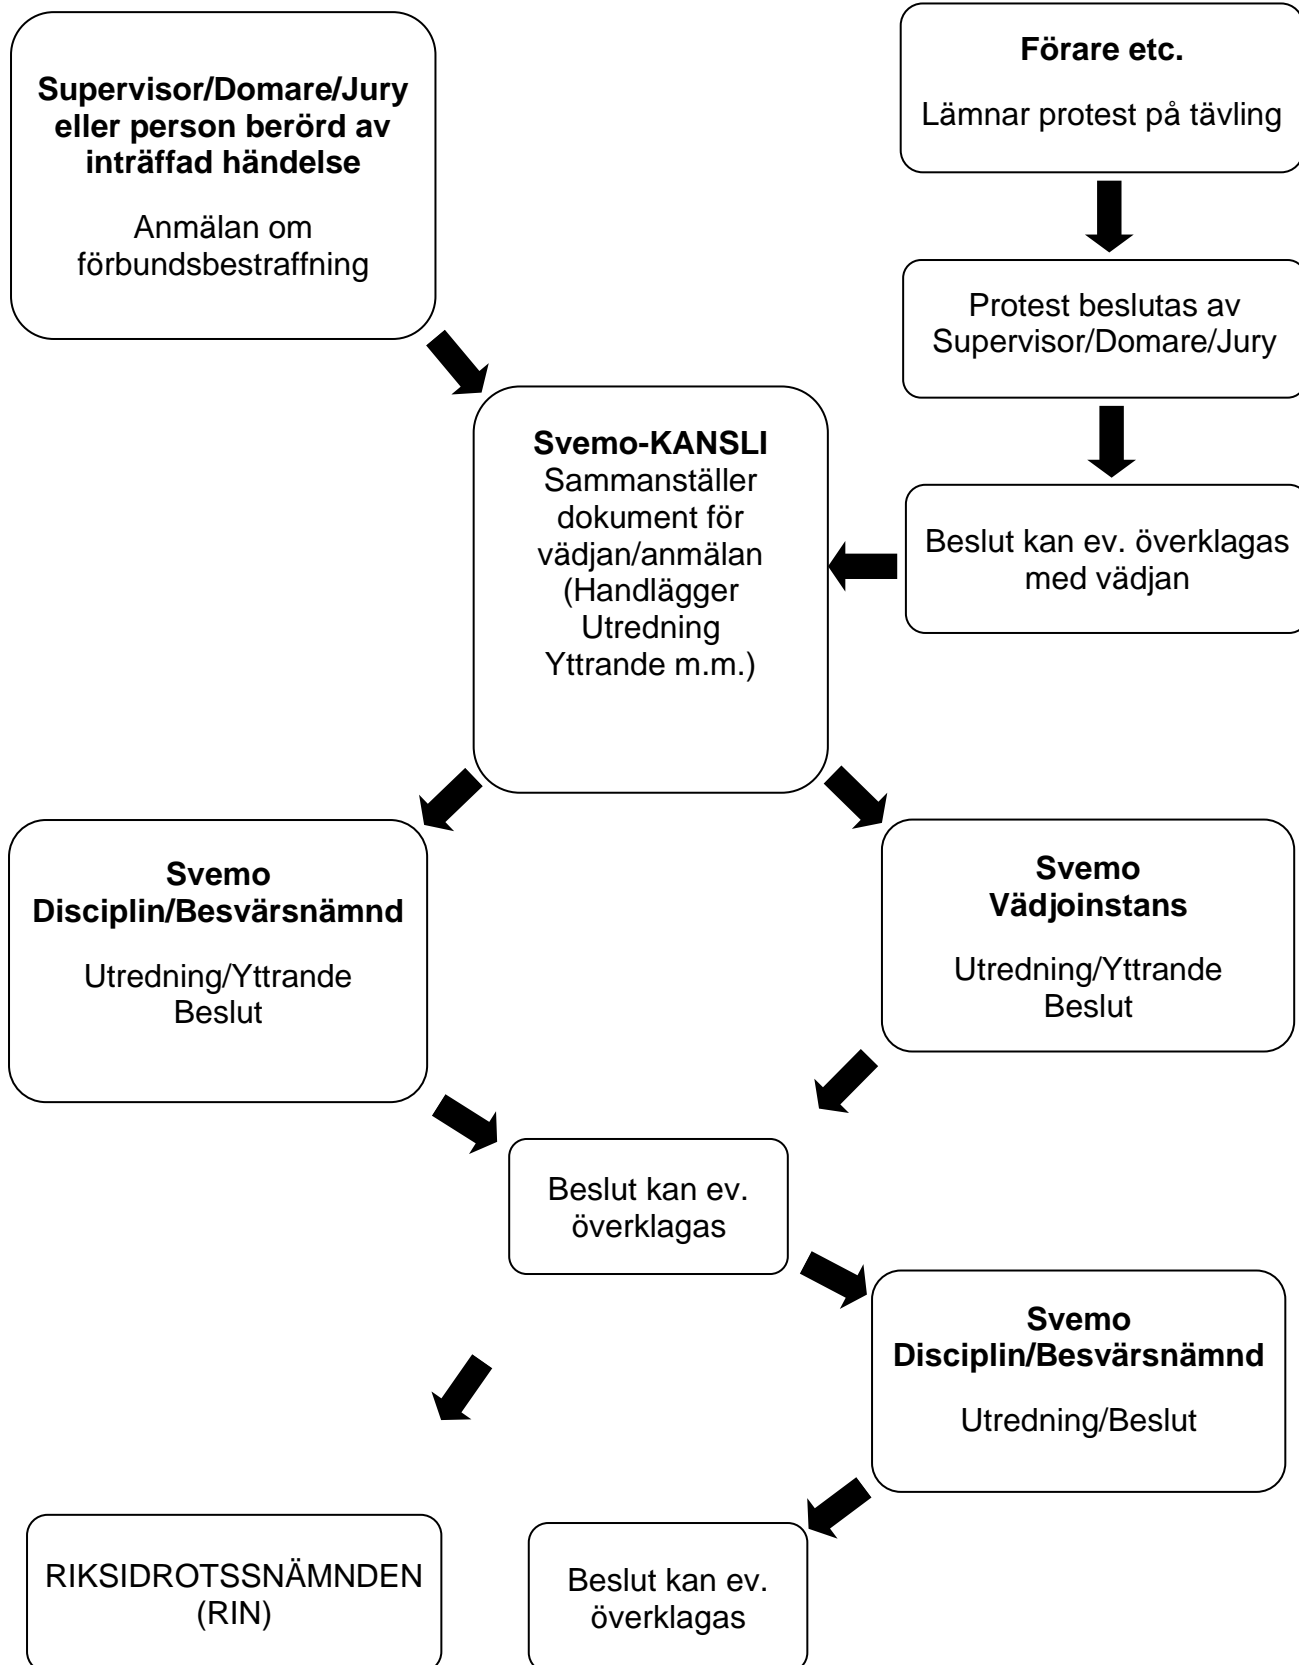 Supervisor/Domare/Jury
eller person berörd av
inträffad händelse
Anmälan om
förbundsbestraffning
Förare etc.
Lämnar protest på tävling
Protest beslutas av
Supervisor/Domare/Jury
Beslut kan ev. överklagas
med vädjan
Svemo-KANSLI
Sammanställer
dokument för
vädjan/anmälan
(Handlägger
Utredning
Yttrande m.m.)
Svemo
Disciplin/Besvärsnämnd
Utredning/Yttrande
Beslut
Svemo
Vädjoinstans
Utredning/Yttrande
Beslut
Beslut kan ev.
överklagas
Svemo
Disciplin/Besvärsnämnd
Utredning/Beslut
RIKSIDROTSSNÄMNDEN
(RIN)
Beslut kan ev.
överklagas